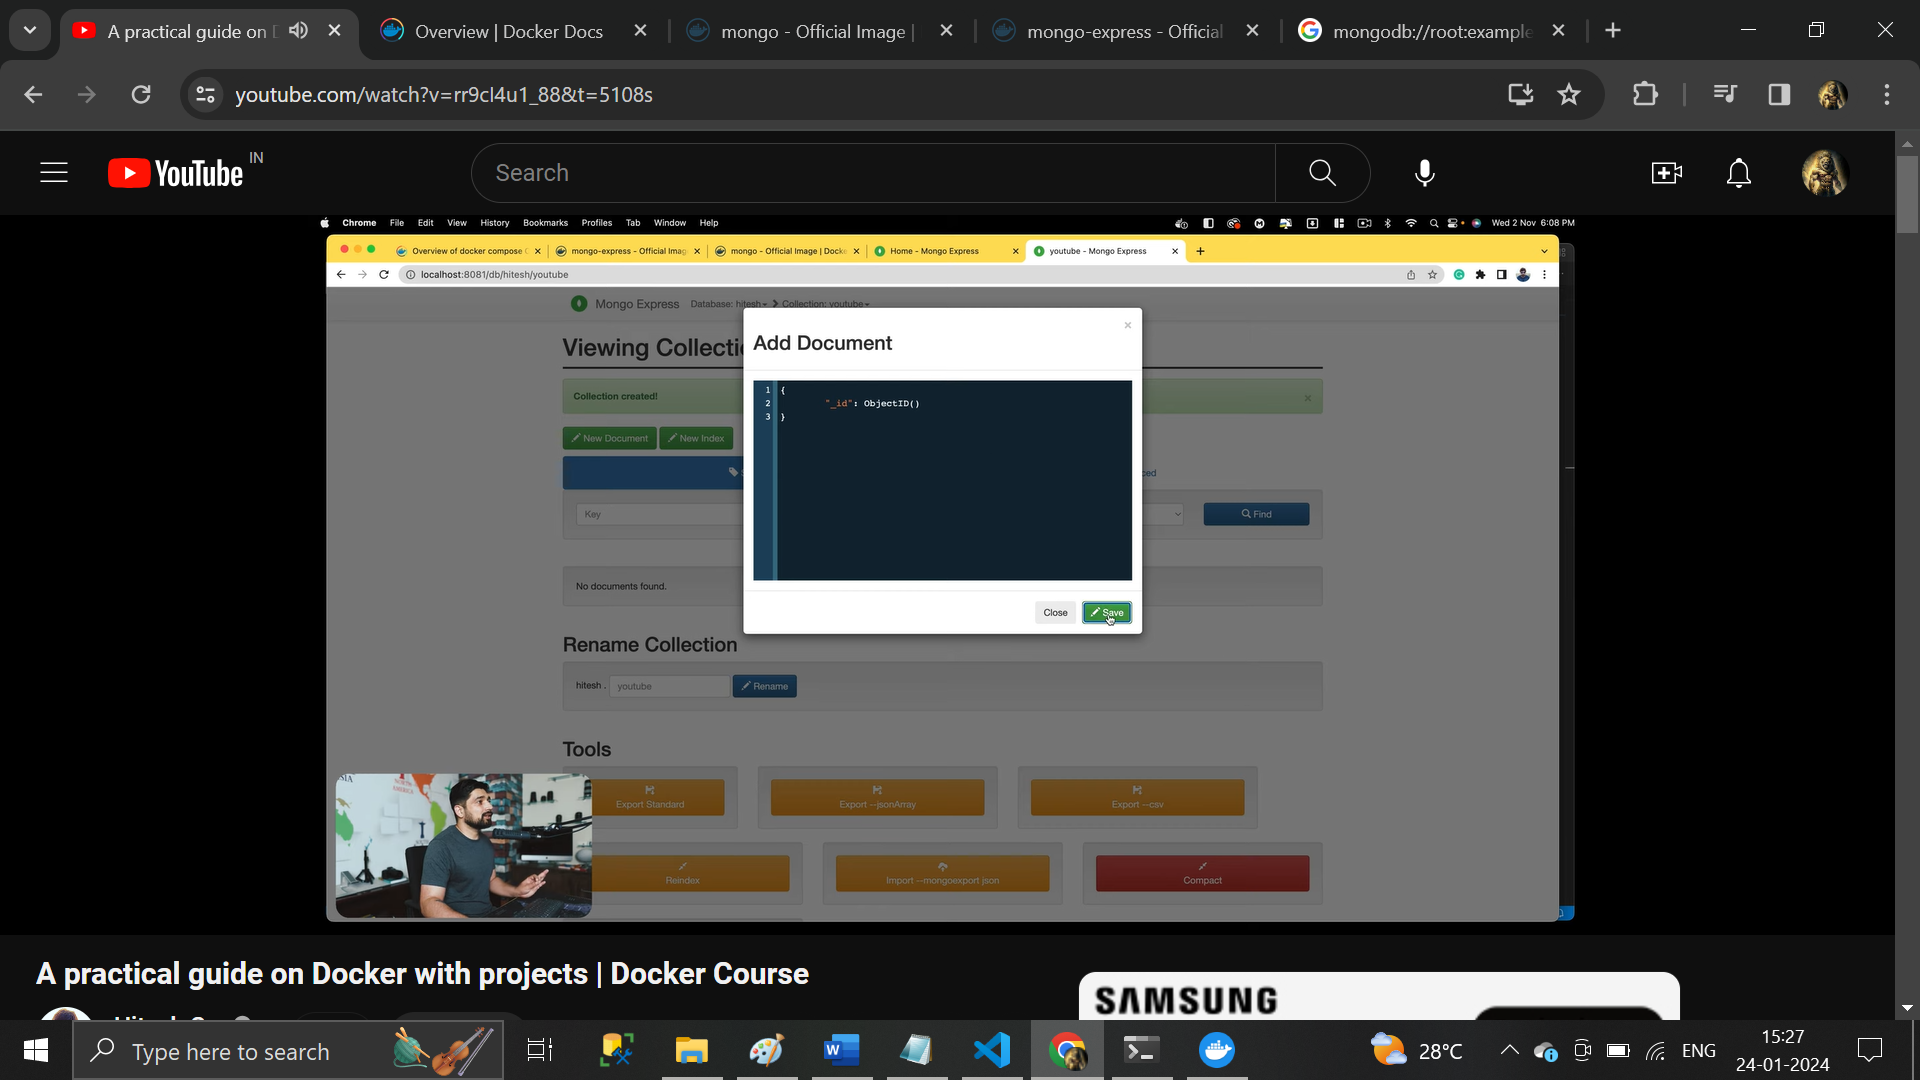 A practical guide on
Overview | Docker Docs
mongo - Official Image |
mongo-express - Official
mongodb://root:example
youtube.com/watch?v=rr9cl4u1_88&t=5108s
YouTube IN
Search
Chrome File Edit View History Bookmarks Profiles Tab Window Help
Wed 2 Nov 6:08 PM
Overview of docker compose
mongo-express - Official Imag
mongo - Official Image | Docke
Home - Mongo Express
youtube - Mongo Express
localhost:8081/db/hitesh/youtube
Mongo Express Database: hitesh Collection: youtube
Viewing Collecti
Add Document
Collection created!
1 {
2 "_id": ObjectID()
3 }
New Document New Index
Key
Find
No documents found.
Close Save
Rename Collection
hitesh . youtube Rename
Tools
Export Standard
Export --jsonArray
Export --csv
Reindex
Import --mongoexport json
Compact
A practical guide on Docker with projects | Docker Course
SAMSUNG
Type here to search
28°C
ENG
15:27
24-01-2024